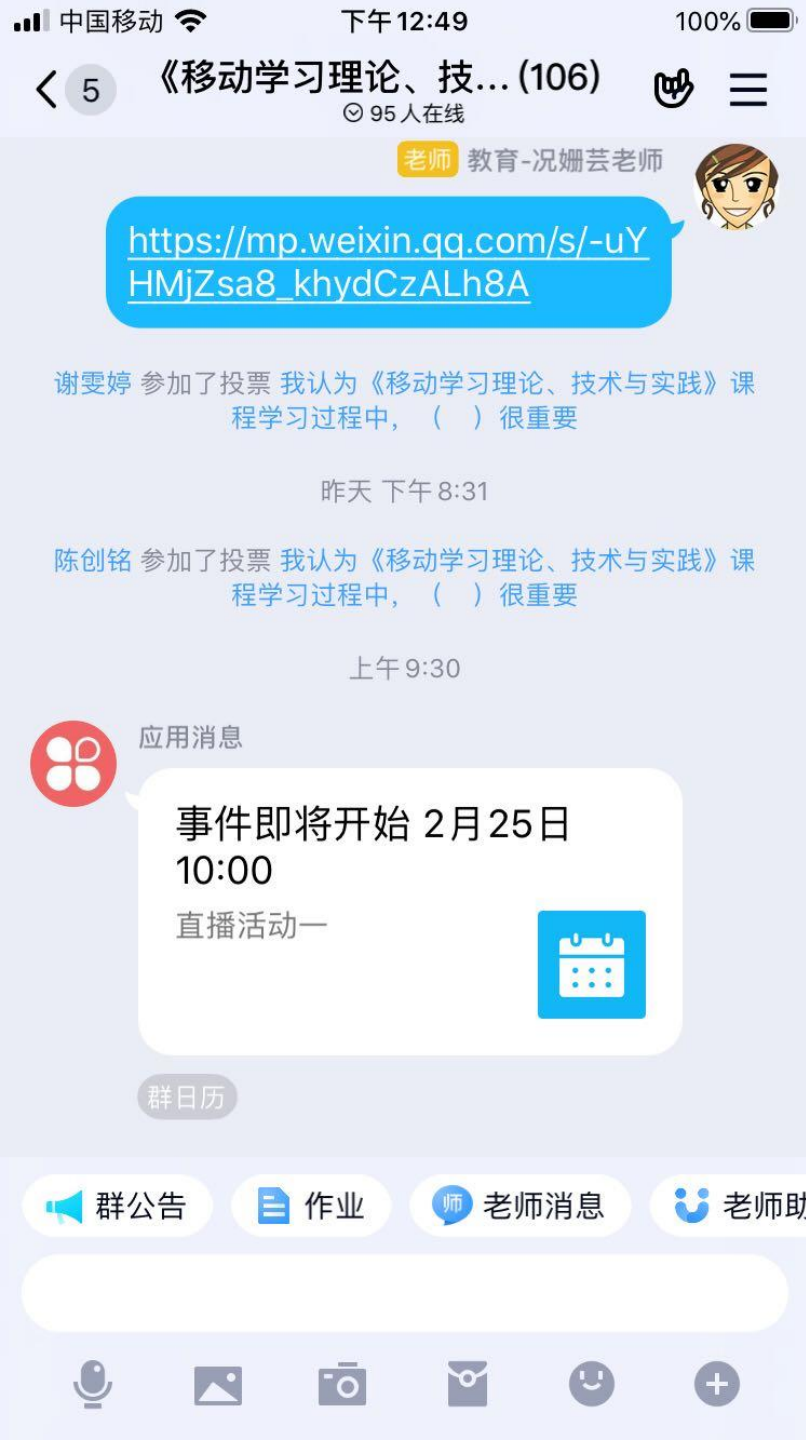 中国移动 下午12:49 100%
5 《移动学习理论、技...(106)
95人在线
老师 教育-况姗芸老师
https://mp.weixin.qq.com/s/-uY
HMjZsa8_khydCzALh8A
谢雯婷 参加了投票 我认为《移动学习理论、技术与实践》课
程学习过程中，（ ）很重要
昨天 下午8:31
陈创铭 参加了投票 我认为《移动学习理论、技术与实践》课
程学习过程中，（ ）很重要
上午9:30
应用消息
事件即将开始 2月25日
10:00
直播活动一
群日历
群公告 作业 师 老师消息 老师助